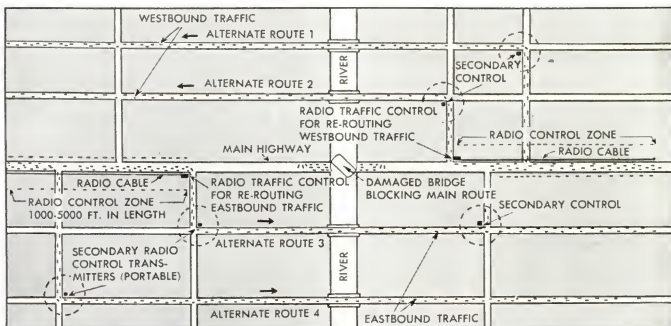 WESTBOUND TRAFFIC
ALTERNATE ROUTE 1
RIVER
SECONDARY
CONTROL
ALTERNATE ROUTE 2
RADIO TRAFFIC CONTROL
FOR RE-ROUTING
WESTBOUND TRAFFIC
RADIO CONTROL ZONE
RADIO CABLE
MAIN HIGHWAY
RADIO CABLE
RADIO CONTROL ZONE
1000-5000 FT. IN LENGTH
RADIO TRAFFIC CONTROL
FOR RE-ROUTING
EASTBOUND TRAFFIC
DAMAGED BRIDGE
BLOCKING MAIN ROUTE
SECONDARY CONTROL
ALTERNATE ROUTE 3
SECONDARY RADIO
CONTROL TRANS-
MITTERS (PORTABLE)
RIVER
ALTERNATE ROUTE 4
EASTBOUND TRAFFIC